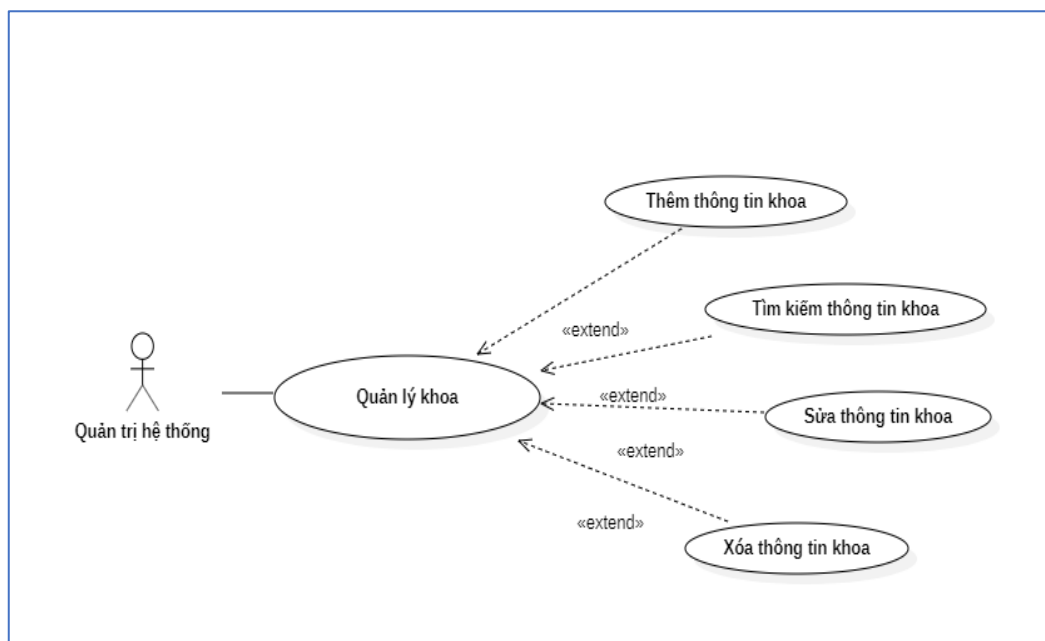 Thêm thông tin khoa
Tìm kiếm thông tin khoa
«extend»
Quản lý khoa
«extend»
Sửa thông tin khoa
Quản trị hệ thống
«extend»
«extend»
Xóa thông tin khoa